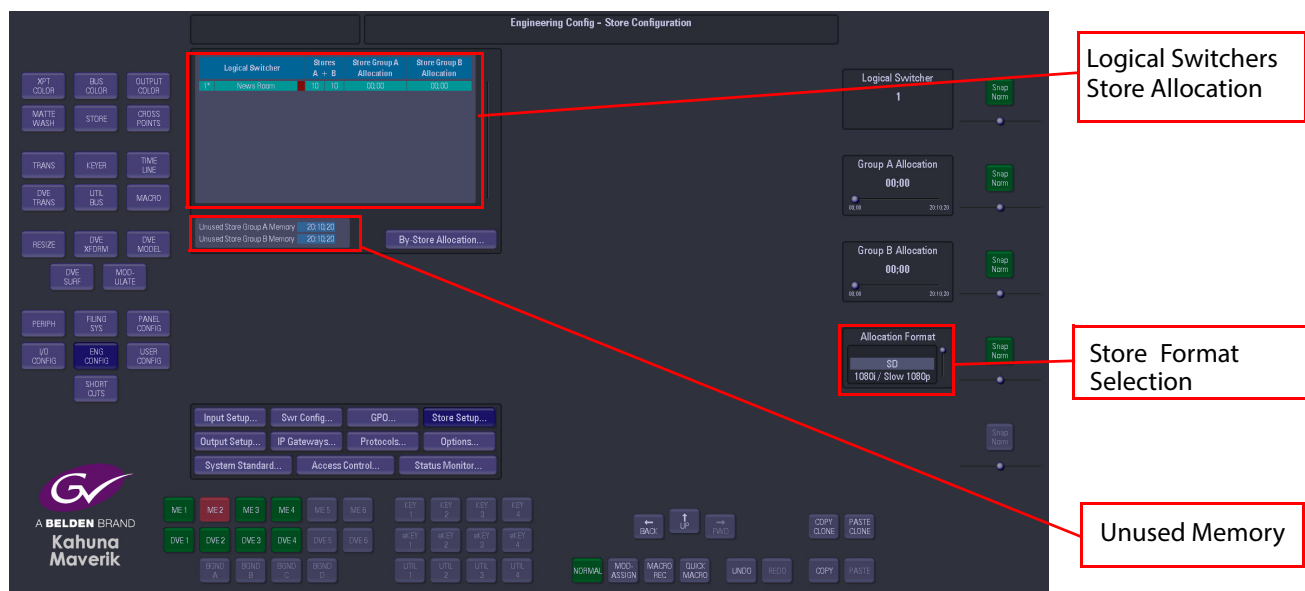 Engineering Config - Store Configuration
Logical Switcher
Stores
A + B
Store Group A
Allocation
Store Group B
Allocation
1* News Room 10 10 00;00 00;00
Unused Store Group A Memory 20:10;20
Unused Store Group B Memory 20:10;20
By-Store Allocation...
XPT
COLOR
BUS
COLOR
OUTPUT
COLOR
MATTE
WASH
STORE
CROSS
POINTS
TRANS
KEYER
TIME
LINE
DVE
TRANS
UTIL
BUS
MACRO
RESIZE
DVE
XFORM
DVE
MODEL
DVE
SURF
MOD-
ULATE
PERIPH
FILING
SYS
PANEL
CONFIG
I/O
CONFIG
ENG
CONFIG
USER
CONFIG
SHORT
CUTS
Logical Switcher
1
Snap
Norm
Group A Allocation
00;00
00;00 20:10;20
Snap
Norm
Group B Allocation
00;00
00;00 20:10;20
Snap
Norm
Allocation Format
SD
1080i / Slow 1080p
Snap
Norm
Snap
Norm
Logical Switchers
Store Allocation
Store Format
Selection
Unused Memory
Input Setup... Swr Config... GPO... Store Setup...
Output Setup... IP Gateways... Protocols... Options...
System Standard... Access Control... Status Monitor...
GV
A BELDEN BRAND
Kahuna
Maverik
ME 1 ME 2 ME 3 ME 4 ME 5 ME 6
DVE 1 DVE 2 DVE 3 DVE 4 DVE 5 DVE 6
BGND
A
BGND
B
BGND
C
BGND
D
KEY
1
KEY
2
KEY
3
KEY
4
eKEY
1
eKEY
2
eKEY
3
eKEY
4
UTIL
1
UTIL
2
UTIL
3
UTIL
4
←
BACK
↑
UP
→
FWD
COPY
CLONE
PASTE
CLONE
NORMAL
MOD-
ASSIGN
MACRO
REC
QUICK
MACRO
UNDO
REDO
COPY
PASTE